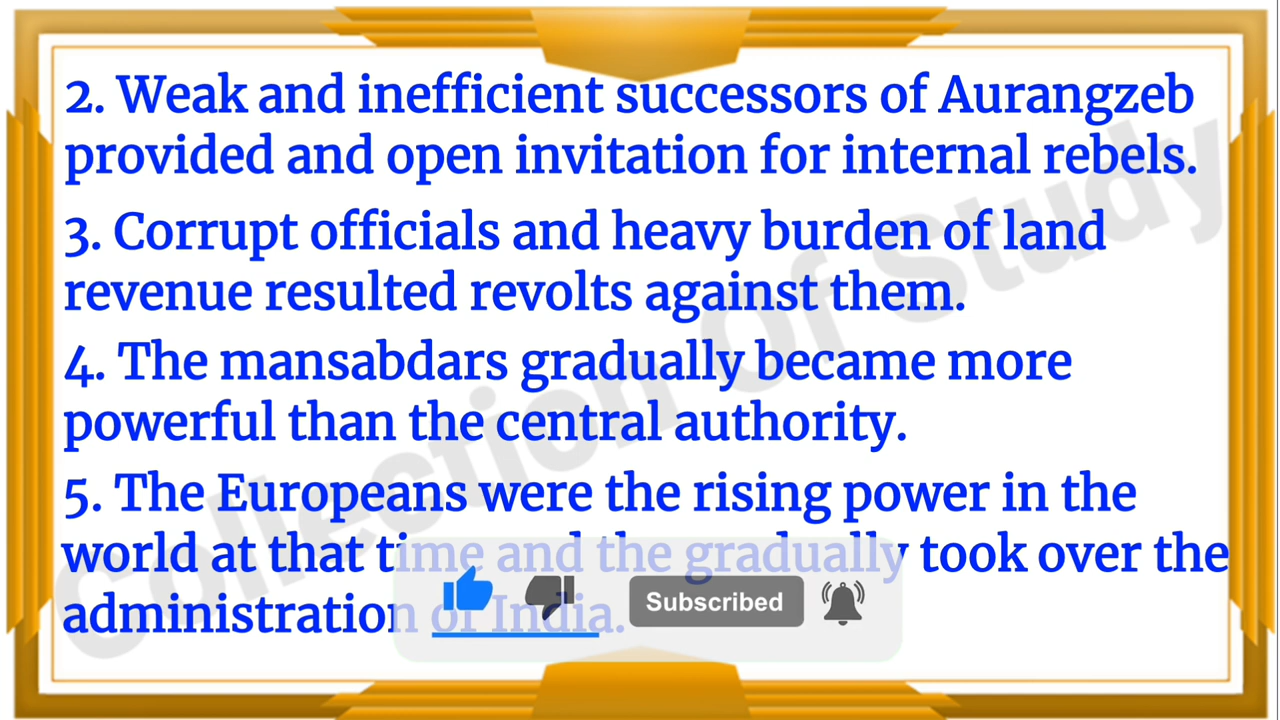 2. Weak and inefficient successors of Aurangzeb
provided and open invitation for internal rebels.
3. Corrupt officials and heavy burden of land
revenue resulted revolts against them.
4. The mansabdars gradually became more
powerful than the central authority.
5. The Europeans were the rising power in the
world at that time and the gradually took over the
administration of India.
Subscribed
Collection of Study